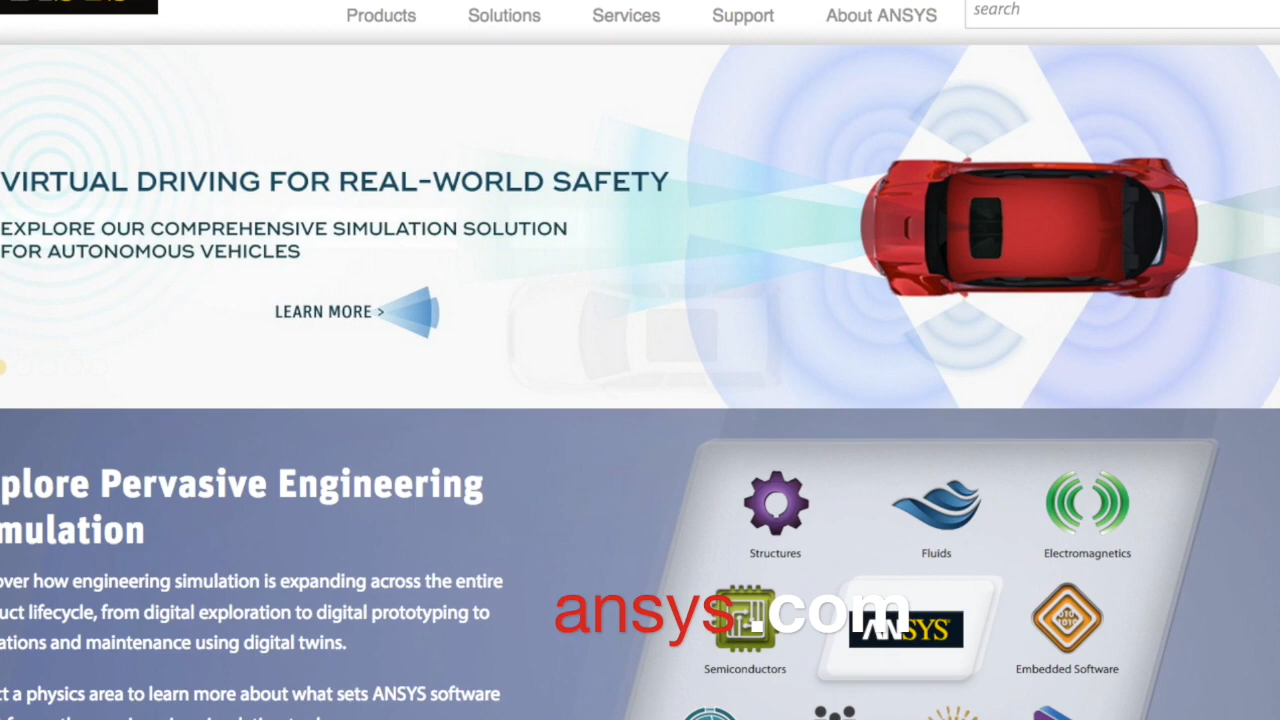 Products Solutions Services Support About ANSYS search
VIRTUAL DRIVING FOR REAL-WORLD SAFETY
EXPLORE OUR COMPREHENSIVE SIMULATION SOLUTION
FOR AUTONOMOUS VEHICLES
LEARN MORE >
plore Pervasive Engineering
mulation
over how engineering simulation is expanding across the entire
uct lifecycle, from digital exploration to digital prototyping to
ations and maintenance using digital twins.
ct a physics area to learn more about what sets ANSYS software
Structures
Fluids
Electromagnetics
ansys.com
ANSYS
Semiconductors
Embedded Software